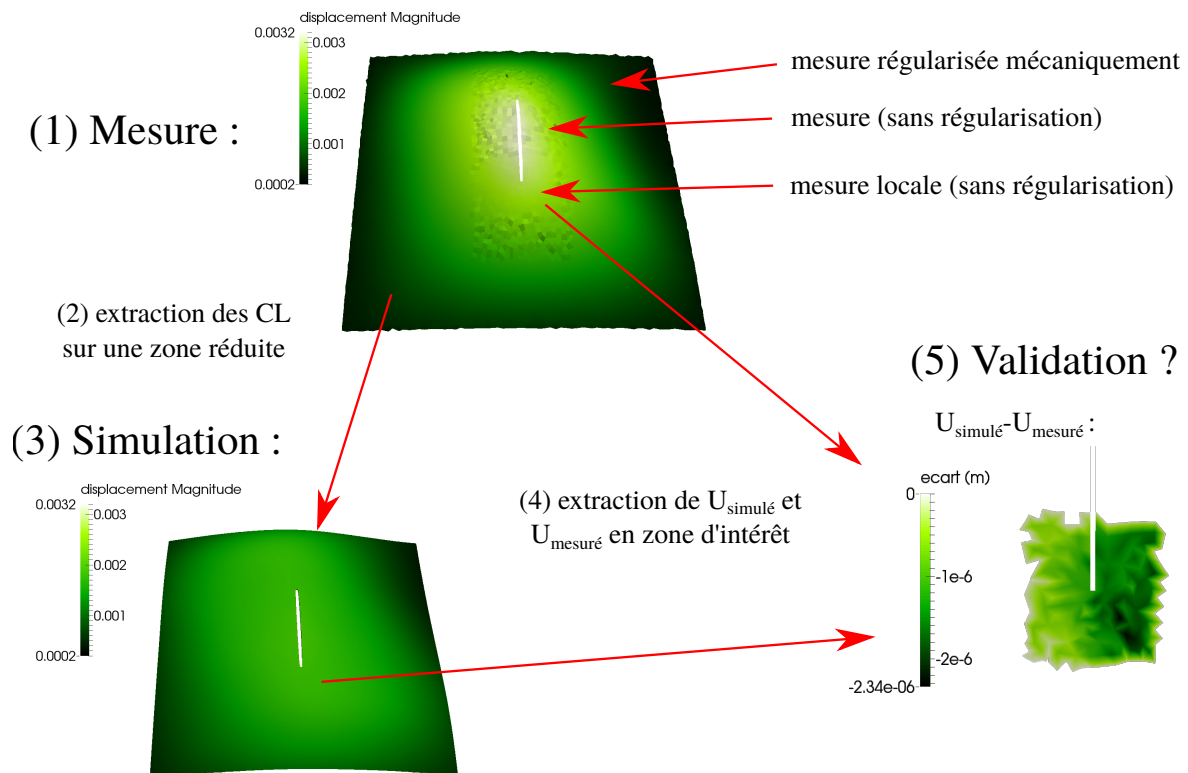 displacement Magnitude
0.0032
0.003
0.002
0.001
0.0002
(1) Mesure :
mesure régularisée mécaniquement
mesure (sans régularisation)
mesure locale (sans régularisation)
(2) extraction des CL
sur une zone réduite
(3) Simulation :
displacement Magnitude
0.0032
0.003
0.002
0.001
0.0002
(4) extraction de Usimulé et
Umesuré en zone d'intérêt
(5) Validation ?
Usimulé-Umesuré :
ecart (m)
0
-1e-6
-2e-6
-2.34e-06